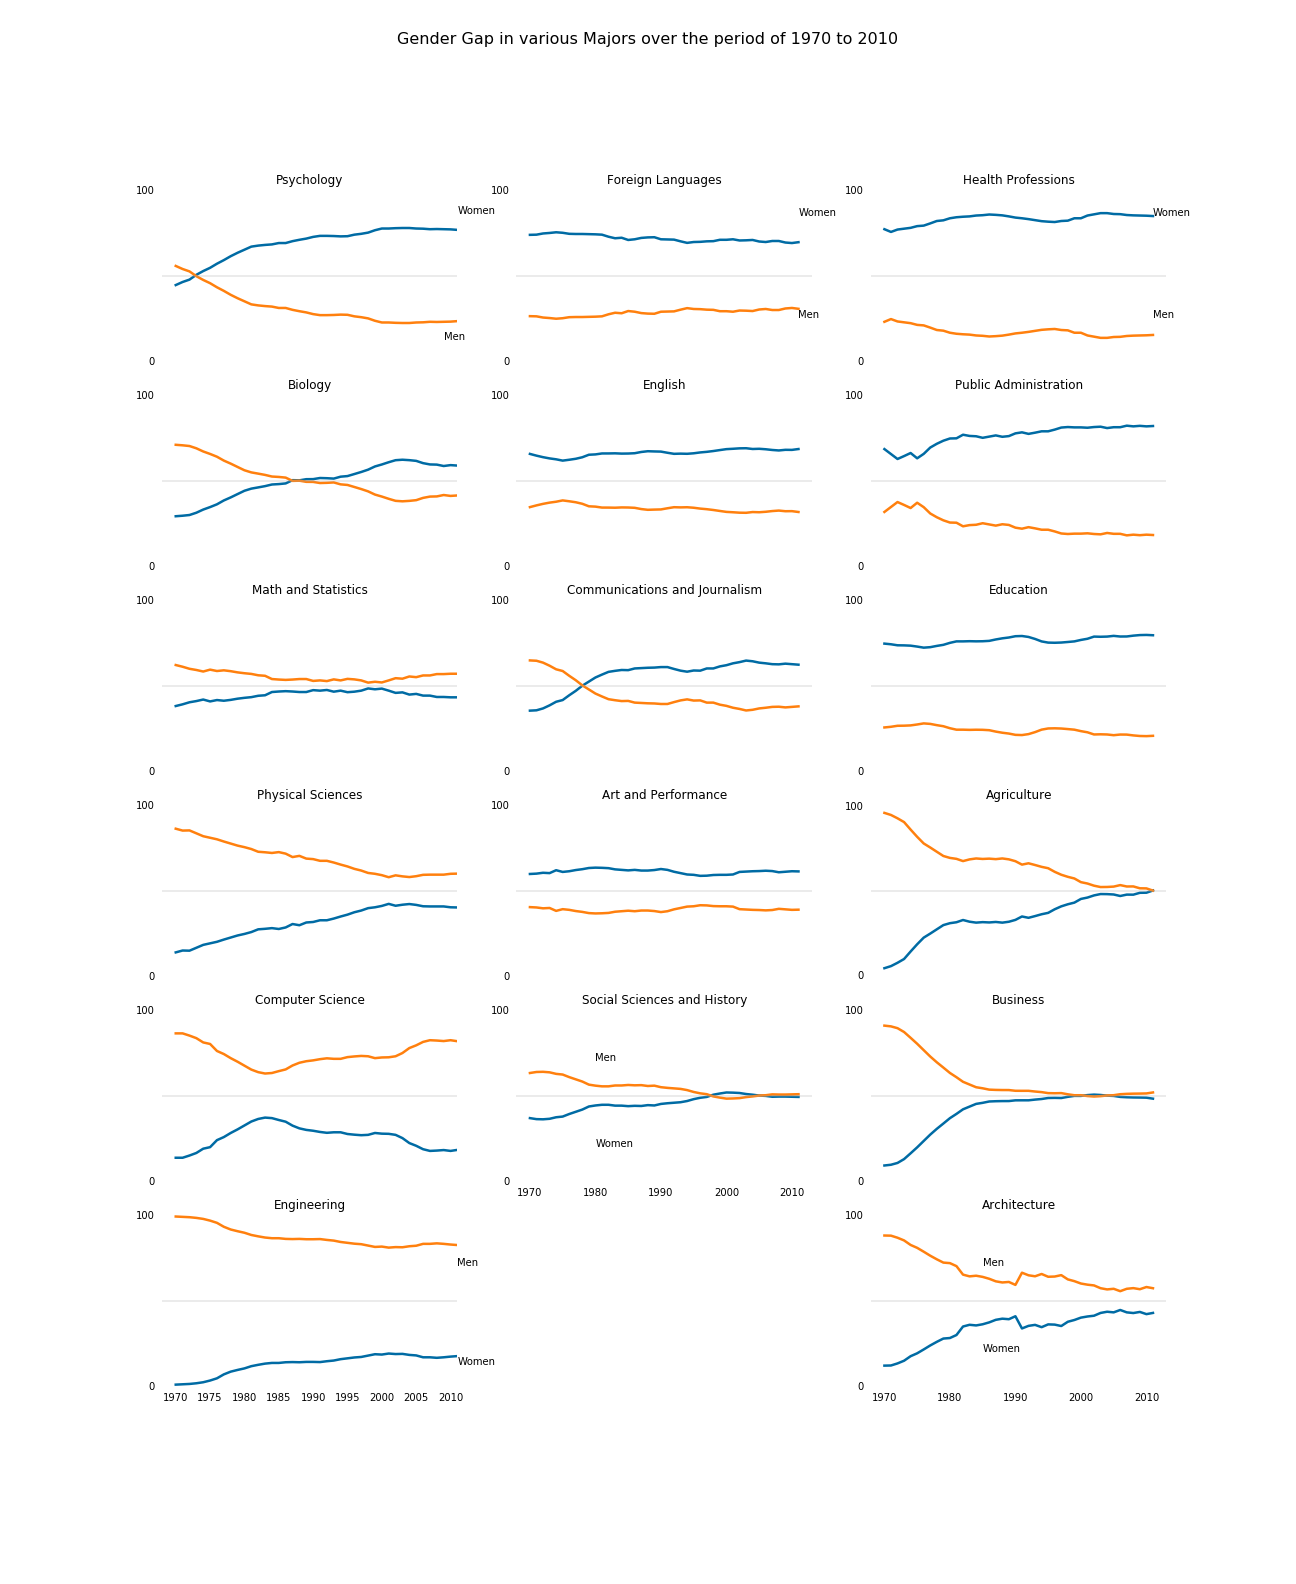 Gender Gap in various Majors over the period of 1970 to 2010
Psychology
100
Women
Men
0
Foreign Languages
100
Women
Men
0
Health Professions
100
Women
Men
0
Biology
100
0
English
100
0
Public Administration
100
0
Math and Statistics
100
0
Communications and Journalism
100
0
Education
100
0
Physical Sciences
100
0
Art and Performance
100
0
Agriculture
100
0
Computer Science
100
0
Social Sciences and History
100
Men
Women
0
1970 1980 1990 2000 2010
Business
100
0
Engineering
100
Men
Women
0
1970 1975 1980 1985 1990 1995 2000 2005 2010
Architecture
100
Men
Women
0
1970 1980 1990 2000 2010